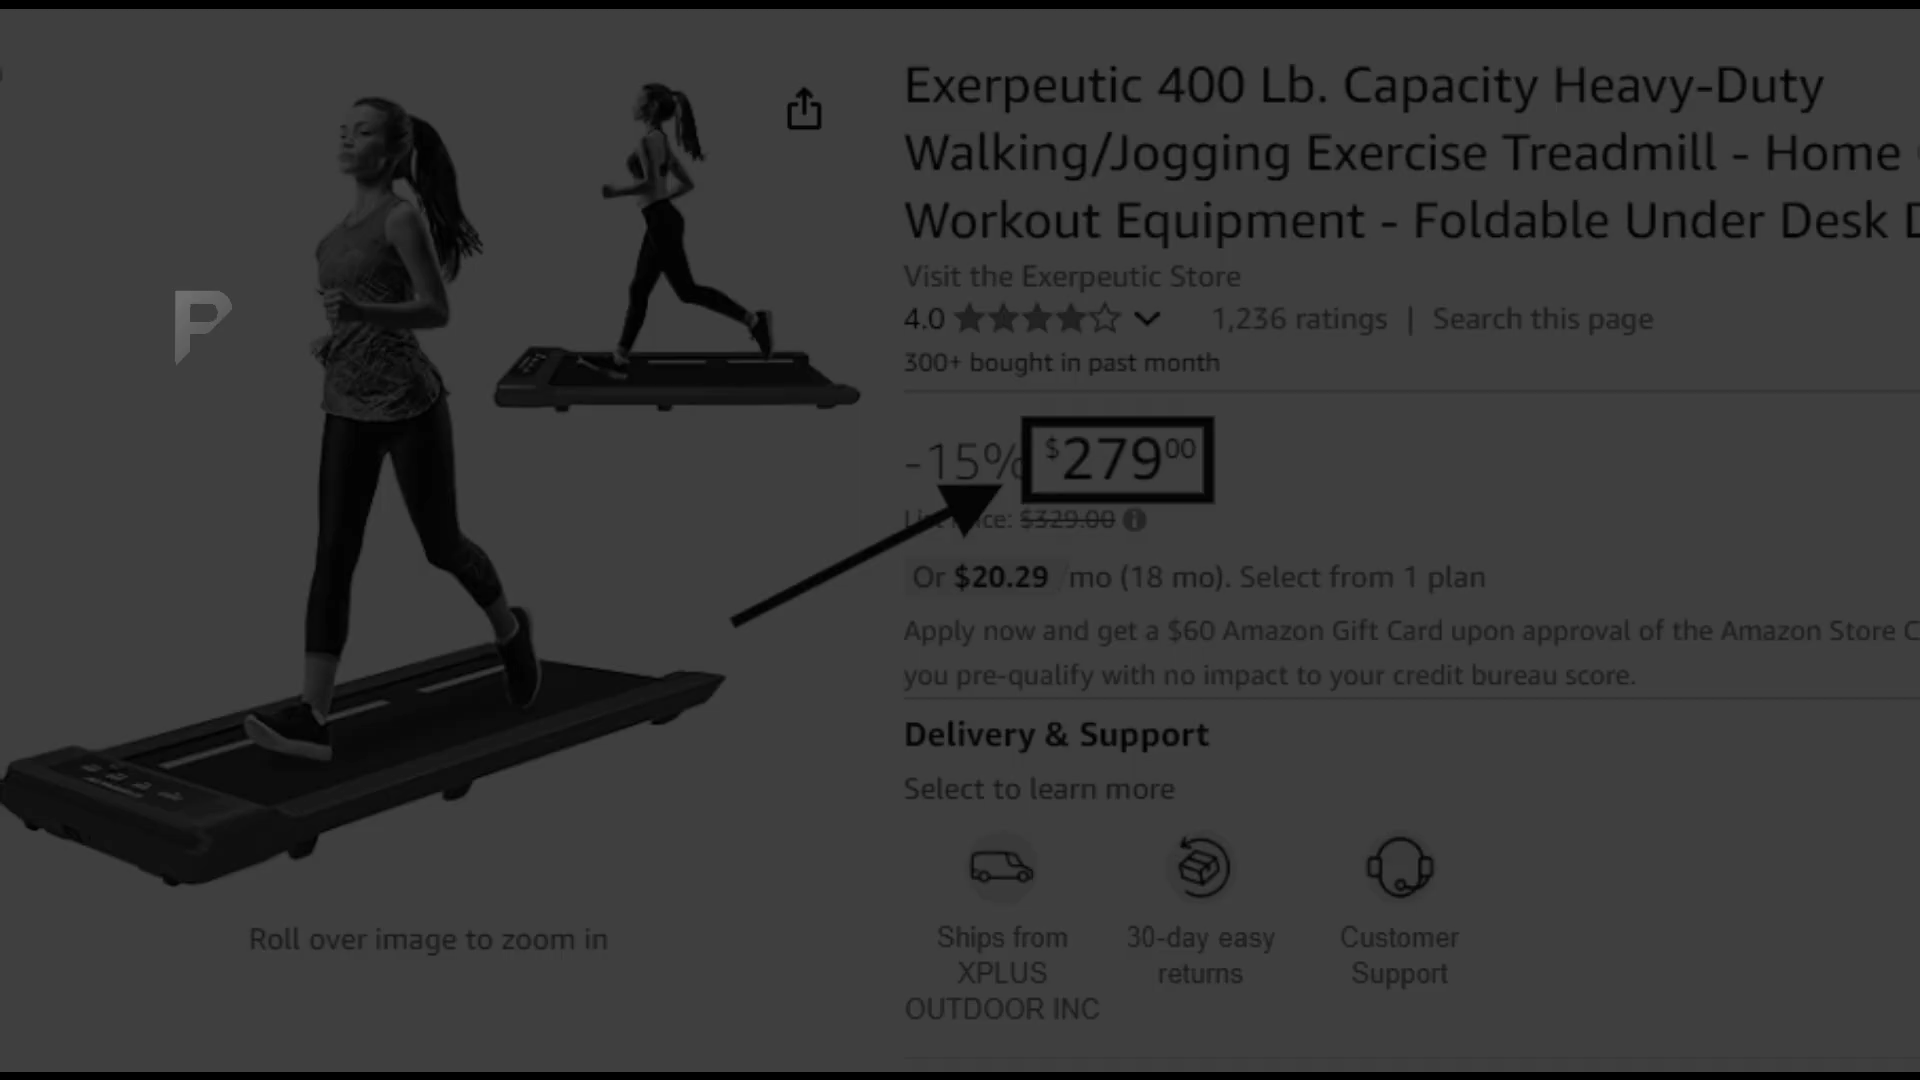 Exerpeutic 400 Lb. Capacity Heavy-Duty
Walking/Jogging Exercise Treadmill - Home
Workout Equipment - Foldable Under Desk
Visit the Exerpeutic Store
4.0 1,236 ratings | Search this page
300+ bought in past month
-15% $279.00
$329.00
Or $20.29 /mo (18 mo). Select from 1 plan
Apply now and get a $60 Amazon Gift Card upon approval of the Amazon Store
you pre-qualify with no impact to your credit bureau score.
Delivery & Support
Select to learn more
Ships from
XPLUS
OUTDOOR INC
30-day easy
returns
Customer
Support
Roll over image to zoom in
P